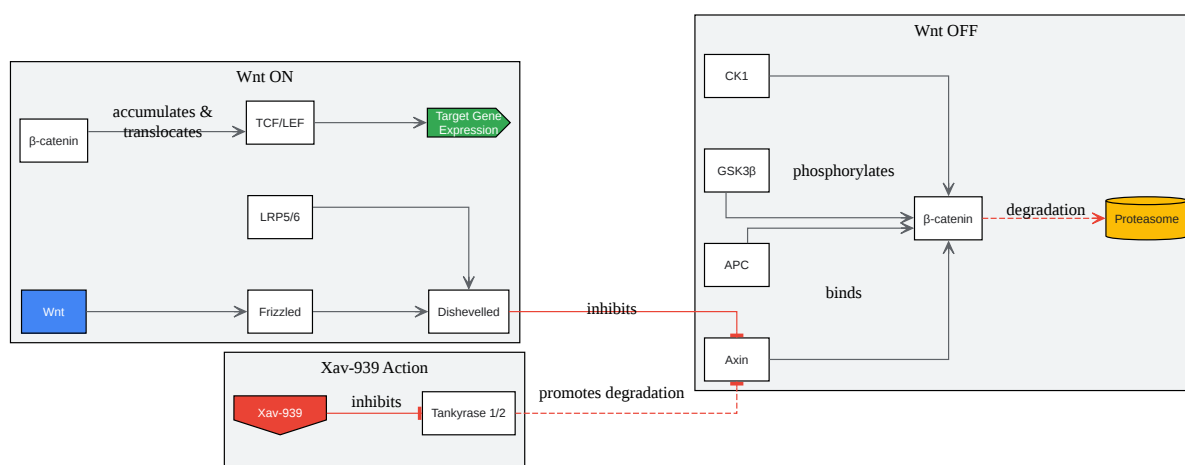 Wnt OFF
Wnt ON
CK1
accumulates &
translocates
TCF/LEF
Target Gene
Expression
β-catenin
GSK3β
phosphorylates
LRP5/6
β-catenin
degradation
Proteasome
APC
binds
Wnt
Frizzled
Dishevelled
inhibits
Axin
Xav-939 Action
promotes degradation
Xav-939
inhibits
Tankyrase 1/2